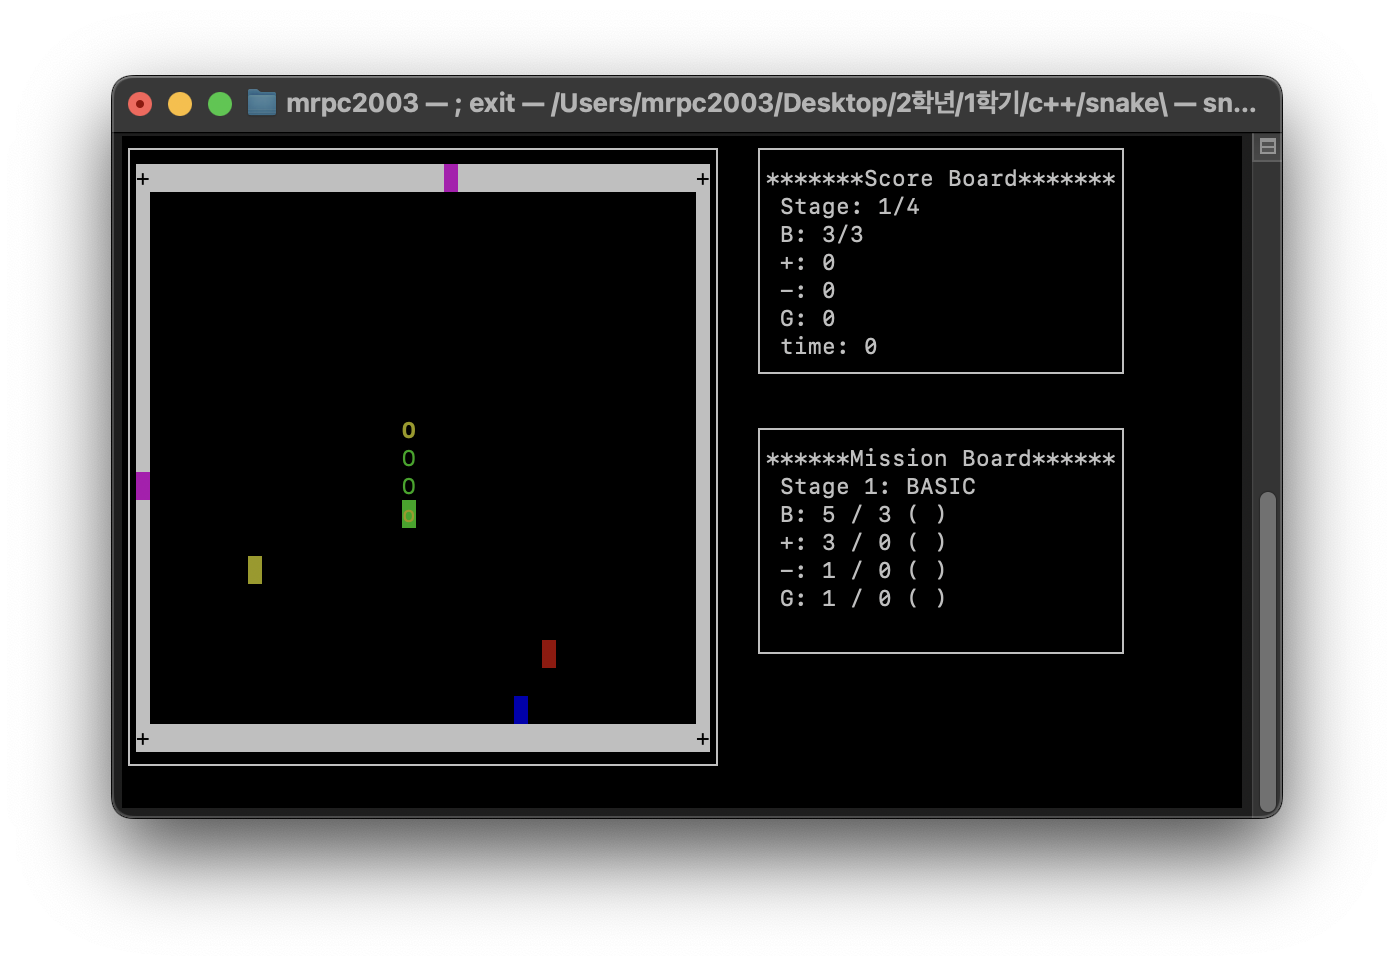 mrpc2003 — ; exit — /Users/mrpc2003/Desktop/2학년/1학기/c++/snake\ — sn...
+ +
O
O
O
o
+ +
*******Score Board*******
Stage: 1/4
B: 3/3
+: 0
-: 0
G: 0
time: 0
******Mission Board******
Stage 1: BASIC
B: 5 / 3 ( )
+: 3 / 0 ( )
-: 1 / 0 ( )
G: 1 / 0 ( )